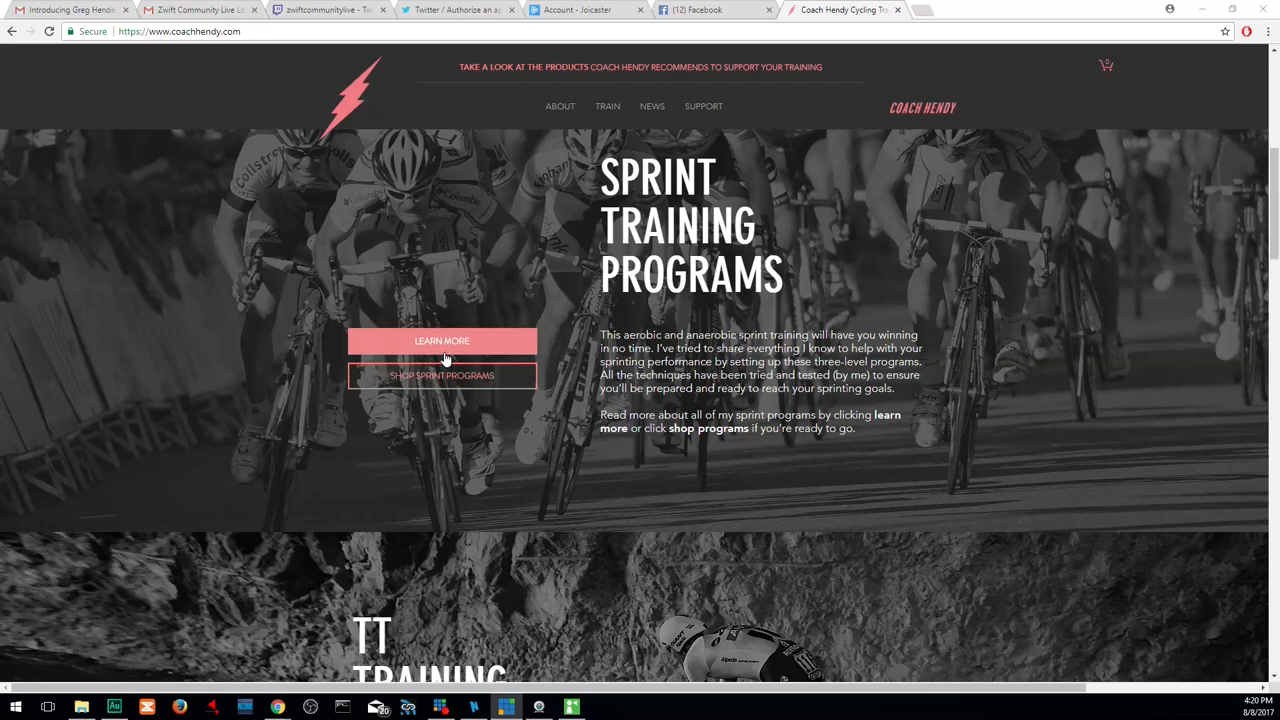 Introducing Greg Hende
Zwift Community Live Lo
zwiftcommunitylive - Twi
Twitter / Authorize an ap
Account - Joicaster
(12) Facebook
Coach Hendy Cycling Tra
Secure
https://www.coachhendy.com
TAKE A LOOK AT THE PRODUCTS COACH HENDY RECOMMENDS TO SUPPORT YOUR TRAINING
0
ABOUT TRAIN NEWS SUPPORT
COACH HENDY
SPRINT
TRAINING
PROGRAMS
LEARN MORE
SHOP SPRINT PROGRAMS
This aerobic and anaerobic sprint training will have you winning
in no time. I've tried to share everything I know to help with your
sprinting performance by setting up these three-level programs.
All the techniques have been tried and tested (by me) to ensure
you'll be prepared and ready to reach your sprinting goals.
Read more about all of my sprint programs by clicking learn
more or click shop programs if you're ready to go.
TT
TRAINING
Au
20
4:20 PM
8/8/2017